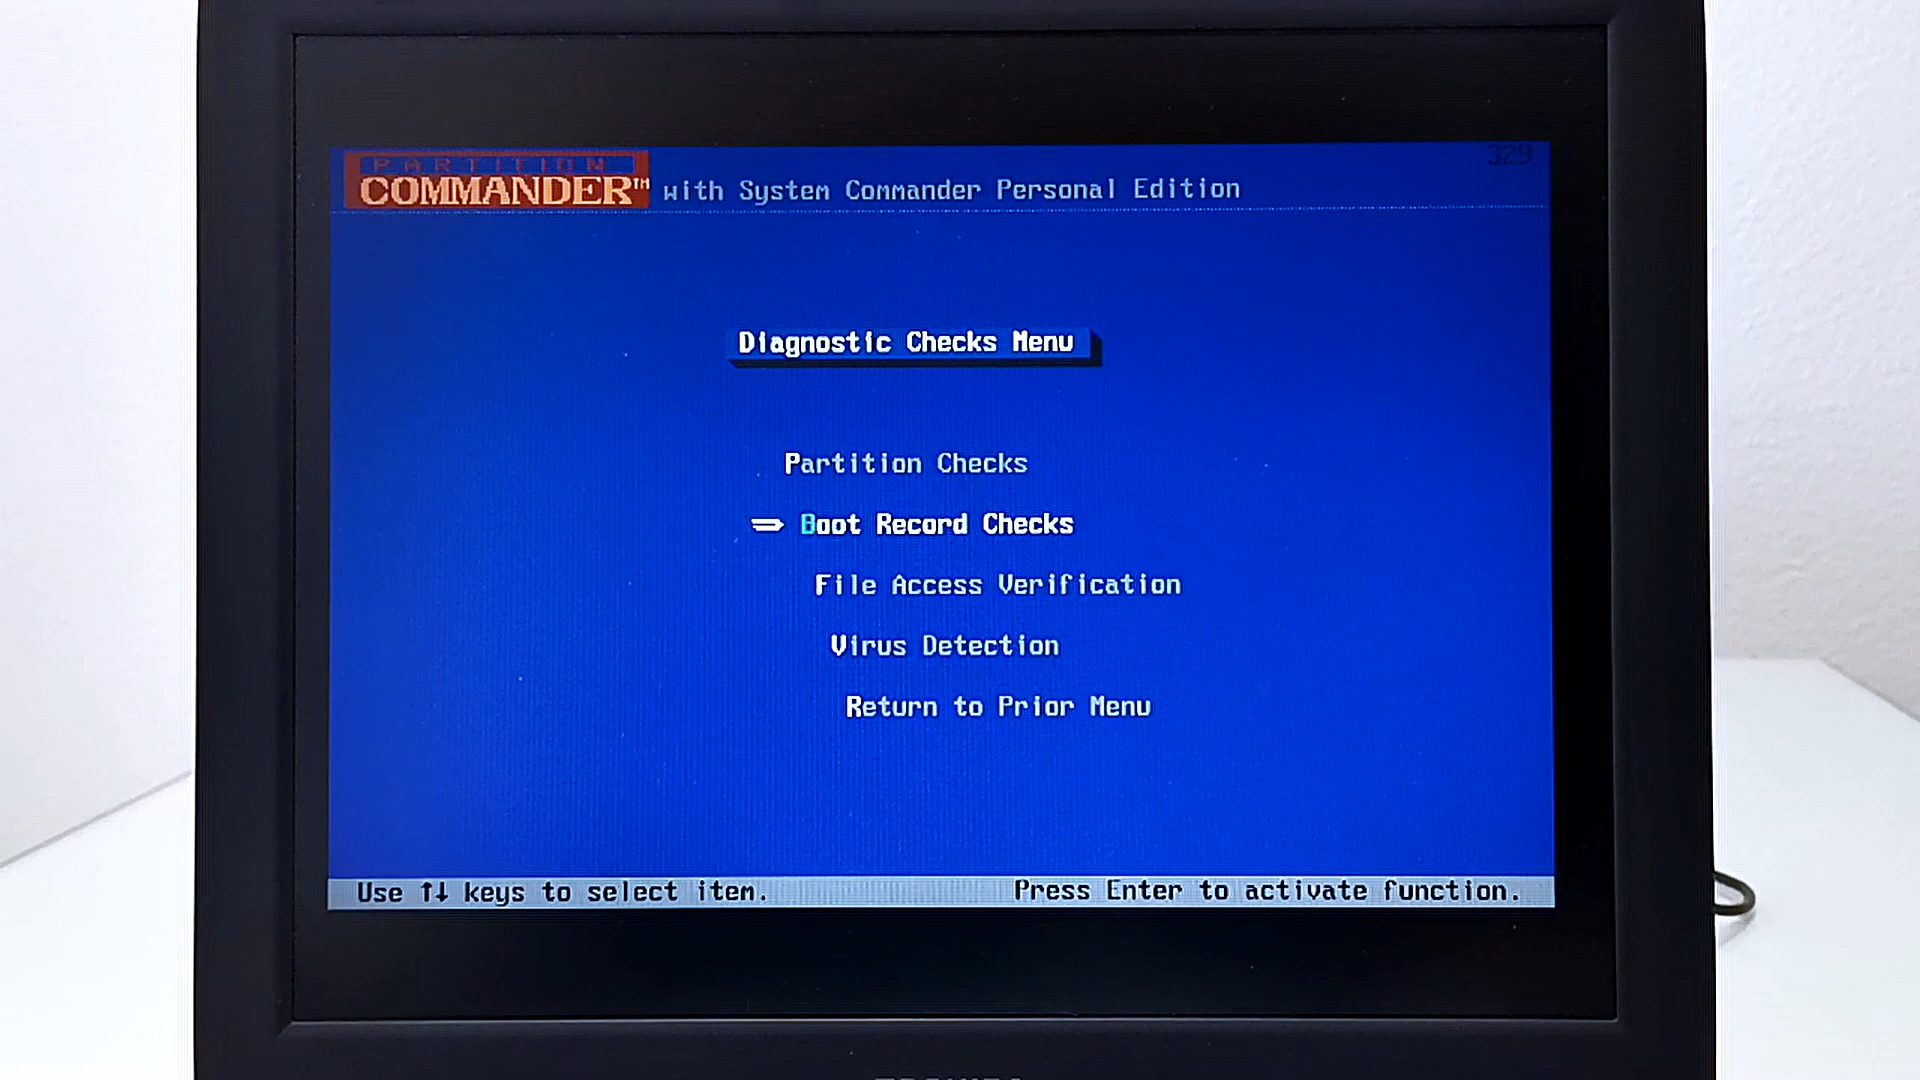 329
PARTITION
COMMANDER™ with System Commander Personal Edition
Diagnostic Checks Menu
Partition Checks
Boot Record Checks
File Access Verification
Virus Detection
Return to Prior Menu
Use ↑↓ keys to select item. Press Enter to activate function.